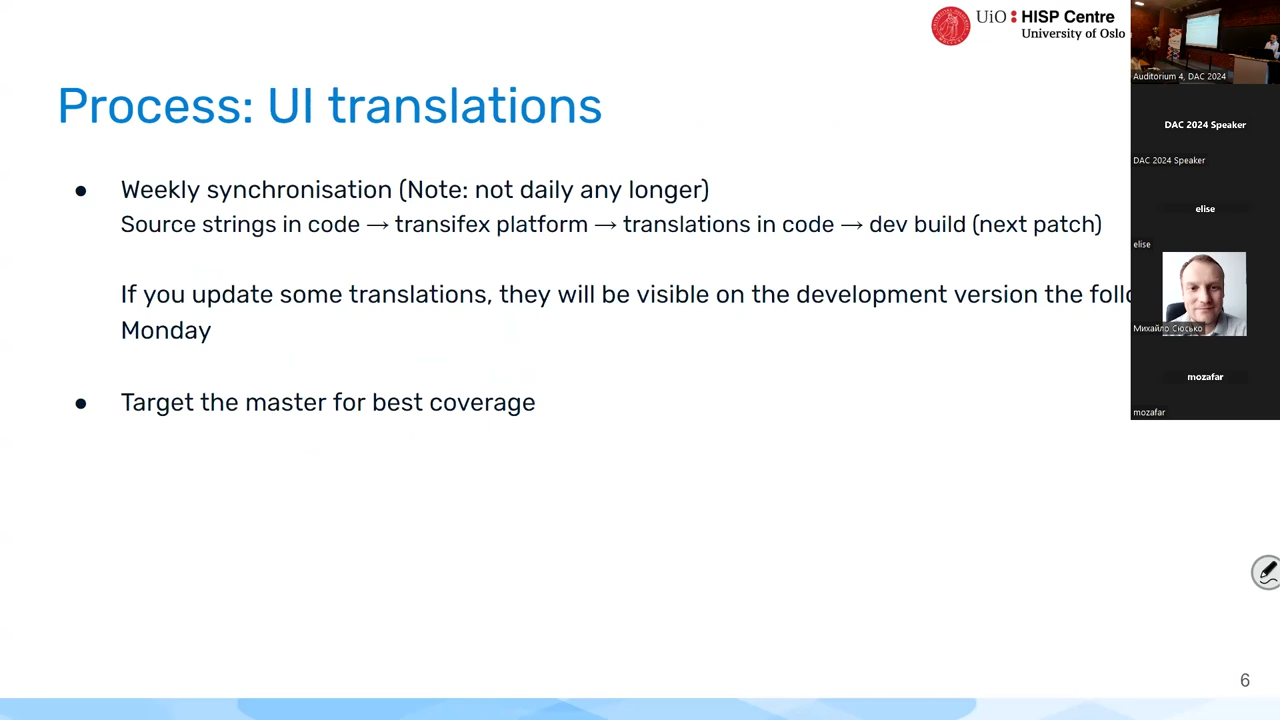 UiO HISP Centre
University of Oslo
Process: UI translations
● Weekly synchronisation (Note: not daily any longer)
Source strings in code → transifex platform → translations in code → dev build (next patch)
If you update some translations, they will be visible on the development version the
Monday
● Target the master for best coverage
6
Auditorium 4, DAC 2024
DAC 2024 Speaker
DAC 2024 Speaker
elise
elise
Михайло Сюсько
mozafar
mozafar